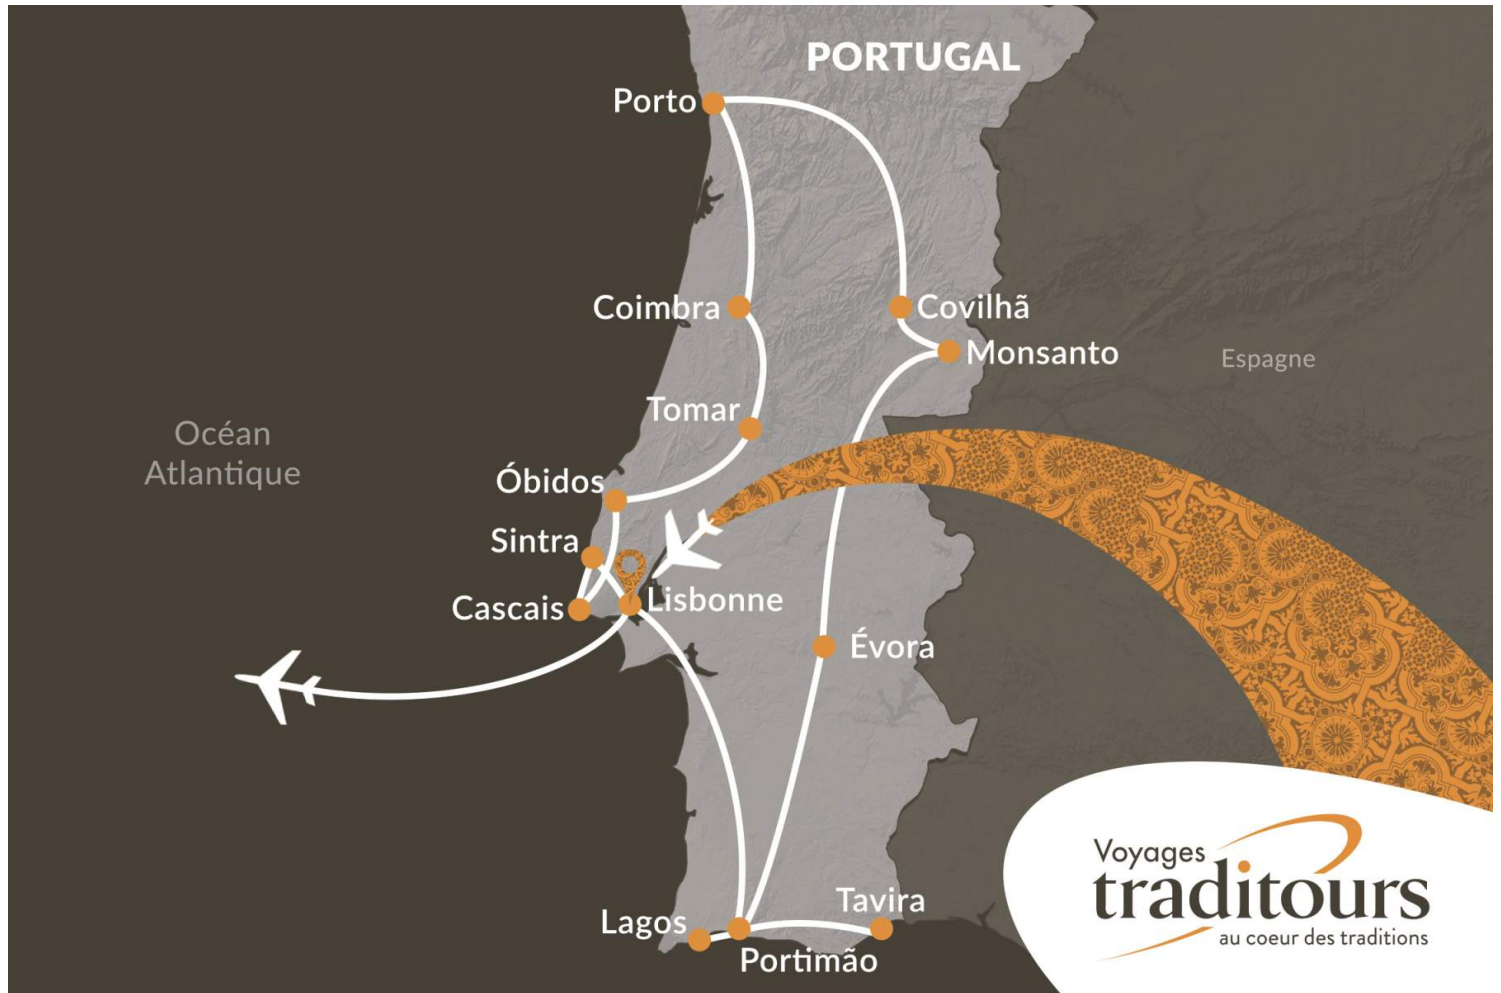 PORTUGAL
Porto
Coimbra
Covilhã
Monsanto
Espagne
Tomar
Océan
Atlantique
Óbidos
Sintra
Cascais
Lisbonne
Évora
Lagos
Tavira
Portimão
Voyages
traditours
au coeur des traditions